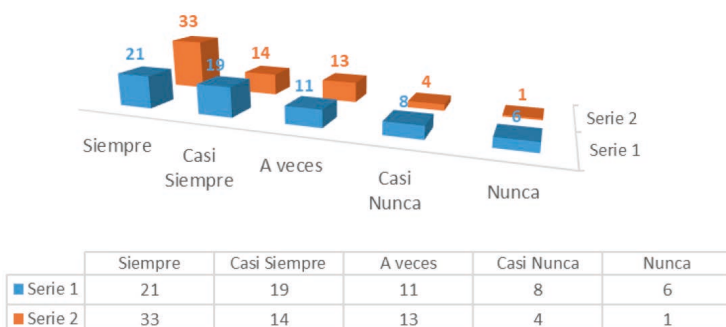 33
21
19
14
11
13
8
4
6
1
Siempre
Casi
Siempre
A veces
Casi
Nunca
Nunca
Serie 2
Serie 1
Siempre Casi Siempre A veces Casi Nunca Nunca
Serie 1 21 19 11 8 6
Serie 2 33 14 13 4 1